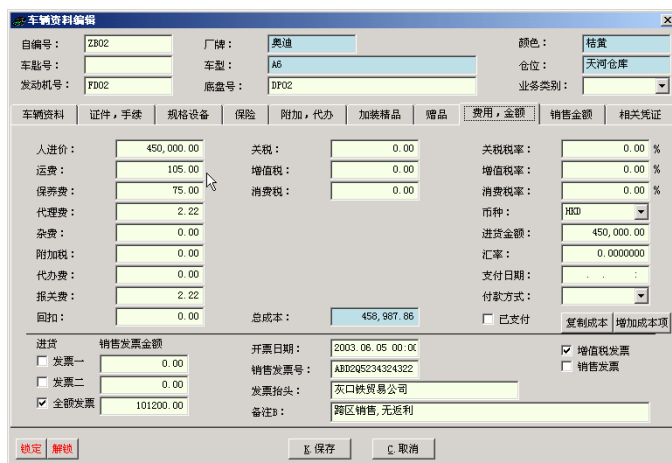 车辆资料编辑
自编号： ZB02 厂牌： 奥迪 颜色： 桔黄
车匙号： 车型： A6 仓位： 天河仓库
发动机号： FD02 底盘号： DP02 业务类别：
车辆资料 证件，手续 规格设备 保险 附加，代办 加装精品 赠品 费用，金额 销售金额 相关凭证
人进价： 450,000.00 关税： 0.00 关税税率： 0.00 %
运费： 105.00 增值税： 0.00 增值税率： 0.00 %
保养费： 75.00 消费税： 0.00 消费税率： 0.00 %
代理费： 2.22 币种： HKD
杂费： 0.00 进货金额： 450,000.00
附加税： 0.00 汇率： 0.0000000
代办费： 0.00 支付日期： . . :
报关费： 2.22 付款方式：
回扣： 0.00 总成本： 458,987.86 已支付 复制成本 增加成本项
进货 销售发票金额 开票日期： 2003.06.05 00:00 增值税发票
发票一 0.00 销售发票号： ABD2Q5234324322 销售发票
发票二 0.00 发票抬头： 灰口铁贸易公司
全额发票 101200.00 备注B： 跨区销售,无返利
锁定 解锁 E.保存 C.取消